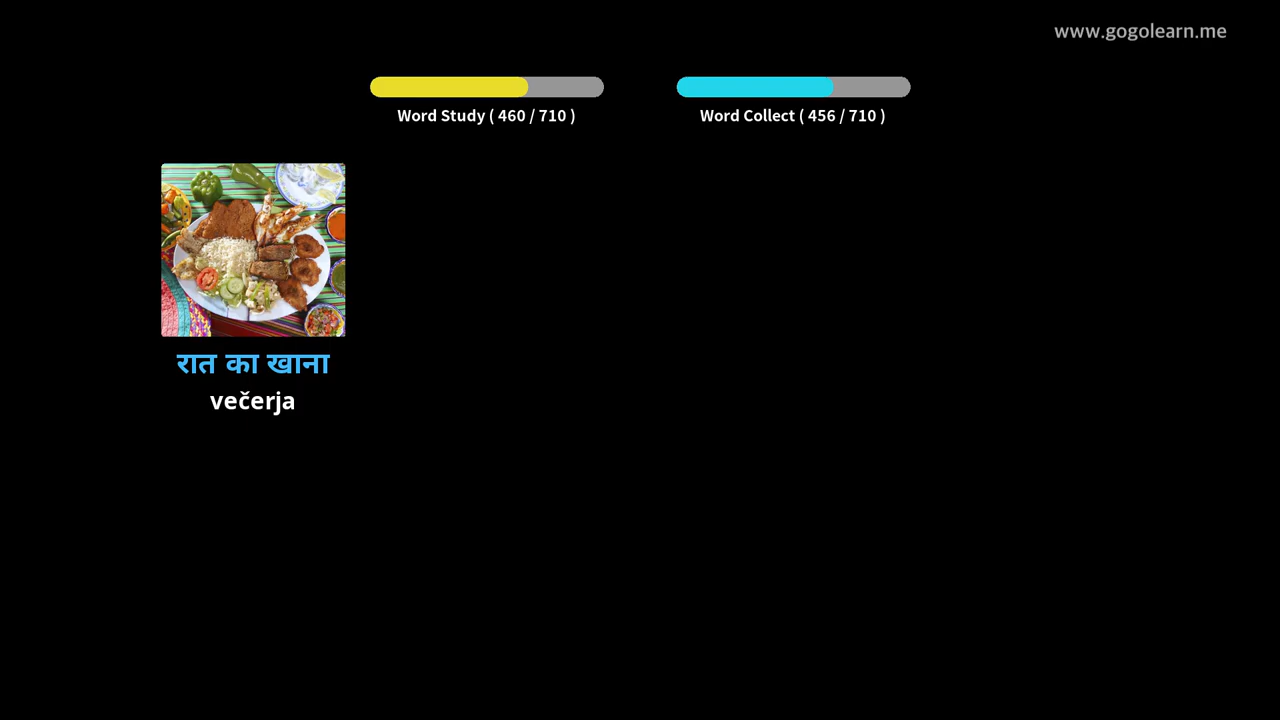 www.gogolearn.me
Word Study ( 460 / 710 )
Word Collect ( 456 / 710 )
रात का खाना
večerja